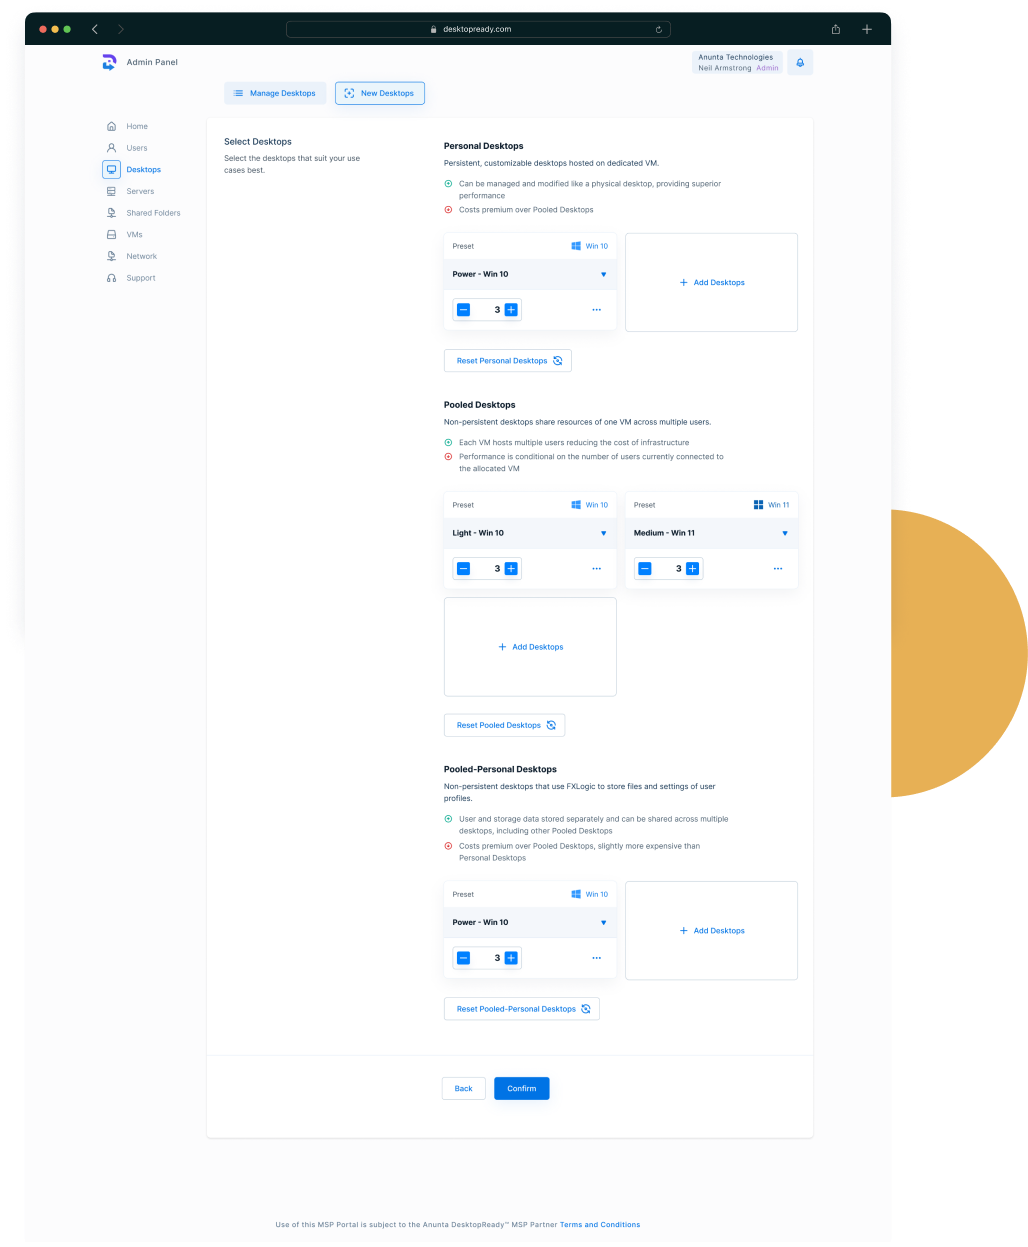 desktopready.com
Admin Panel
Anunta Technologies
Neil Armstrong Admin
Manage Desktops
New Desktops
Home
Users
Desktops
Servers
Shared Folders
VMs
Network
Support
Select Desktops
Select the desktops that suit your use
cases best.
Personal Desktops
Persistent, customizable desktops hosted on dedicated VM.
Can be managed and modified like a physical desktop, providing superior
performance
Costs premium over Pooled Desktops
Preset
Win 10
Power - Win 10
3
Add Desktops
Reset Personal Desktops
Pooled Desktops
Non-persistent desktops share resources of one VM across multiple users.
Each VM hosts multiple users reducing the cost of infrastructure
Performance is conditional on the number of users currently connected to
the allocated VM
Preset
Win 10
Light - Win 10
3
Preset
Win 11
Medium - Win 11
3
Add Desktops
Reset Pooled Desktops
Pooled-Personal Desktops
Non-persistent desktops that use FXLogic to store files and settings of user
profiles.
User and storage data stored separately and can be shared across multiple
desktops, including other Pooled Desktops
Costs premium over Pooled Desktops, slightly more expensive than
Personal Desktops
Preset
Win 10
Power - Win 10
3
Add Desktops
Reset Pooled-Personal Desktops
Back
Confirm
Use of this MSP Portal is subject to the Anunta DesktopReady™ MSP Partner Terms and Conditions